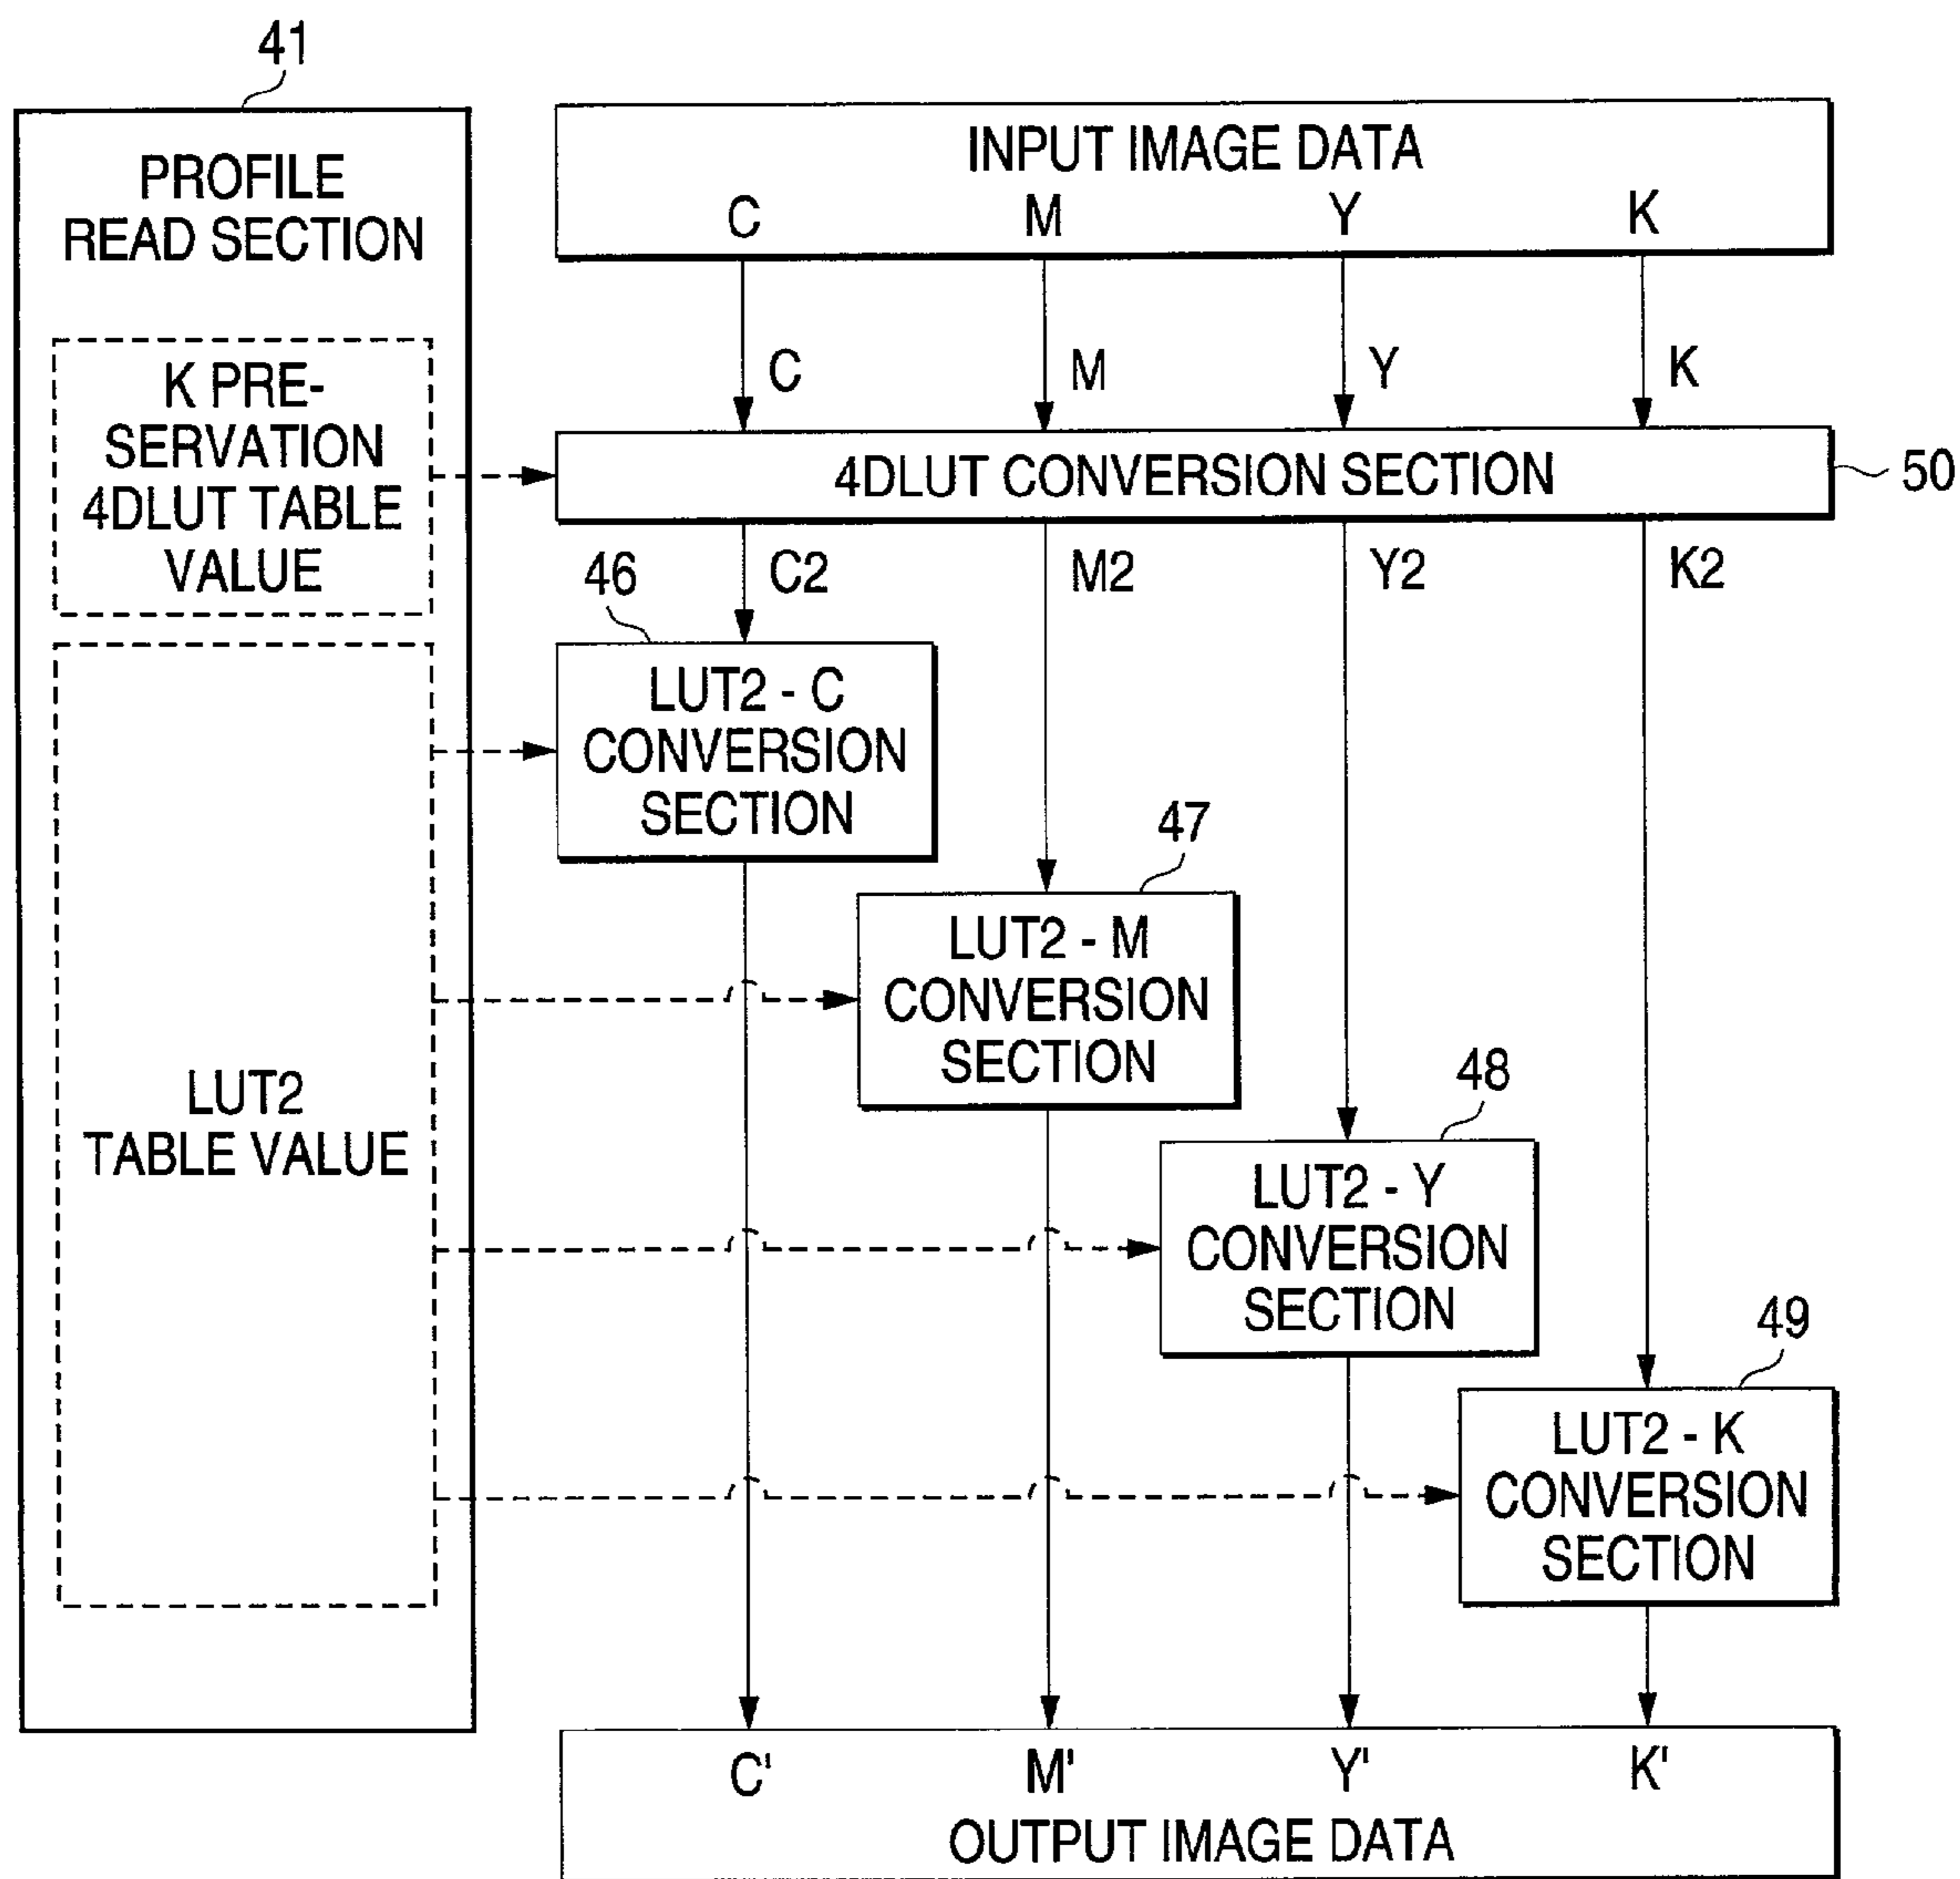 41
PROFILE
READ SECTION
K PRE-
SERVATION
4DLUT TABLE
VALUE
LUT2
TABLE VALUE
INPUT IMAGE DATA
C M Y K
C M Y K
4DLUT CONVERSION SECTION
50
C2 M2 Y2 K2
46
LUT2 - C
CONVERSION
SECTION
47
LUT2 - M
CONVERSION
SECTION
48
LUT2 - Y
CONVERSION
SECTION
49
LUT2 - K
CONVERSION
SECTION
C' M' Y' K'
OUTPUT IMAGE DATA